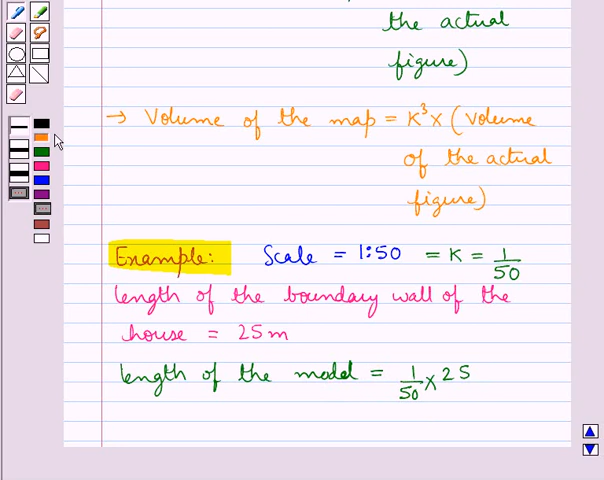 the actual
figure)
→ Volume of the map = K³ × (volume
of the actual
figure)
Example: Scale = 1:50 = K = 1/50
length of the boundary wall of the
house = 25m
length of the model = 1/50 × 25